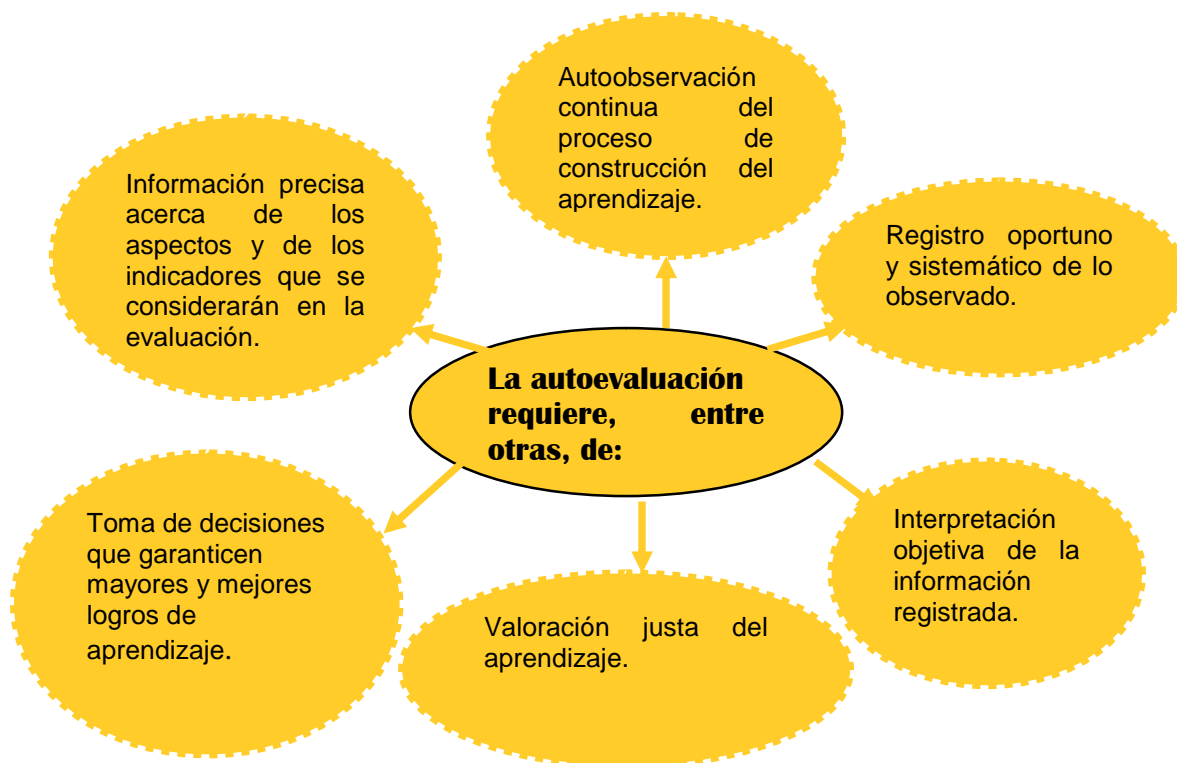 Autoobservación
continua del
proceso de
construcción del
aprendizaje.
Información precisa
acerca de los
aspectos y de los
indicadores que se
considerarán en la
evaluación.
Registro oportuno
y sistemático de lo
observado.
La autoevaluación
requiere, entre
otras, de:
Toma de decisiones
que garanticen
mayores y mejores
logros de
aprendizaje.
Interpretación
objetiva de la
información
registrada.
Valoración justa del
aprendizaje.